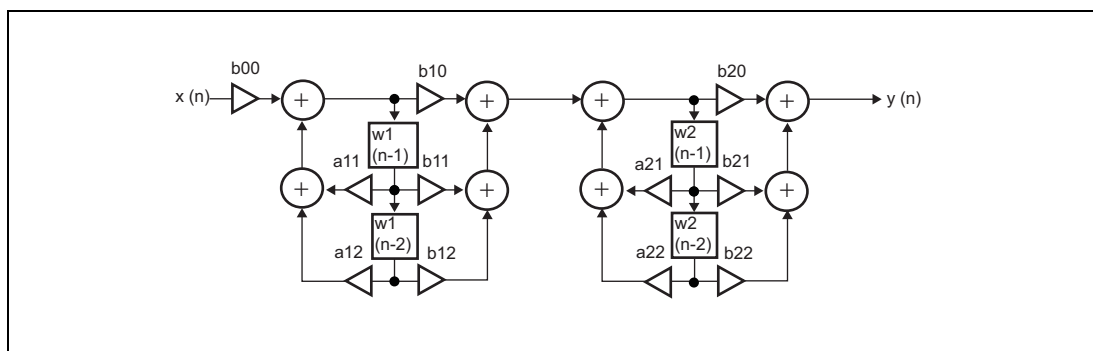 b00
b10
b20
x (n)
+
+
+
+
y (n)
w1
(n-1)
w2
(n-1)
a11
b11
a21
b21
+
+
+
+
w1
(n-2)
w2
(n-2)
a12
b12
a22
b22